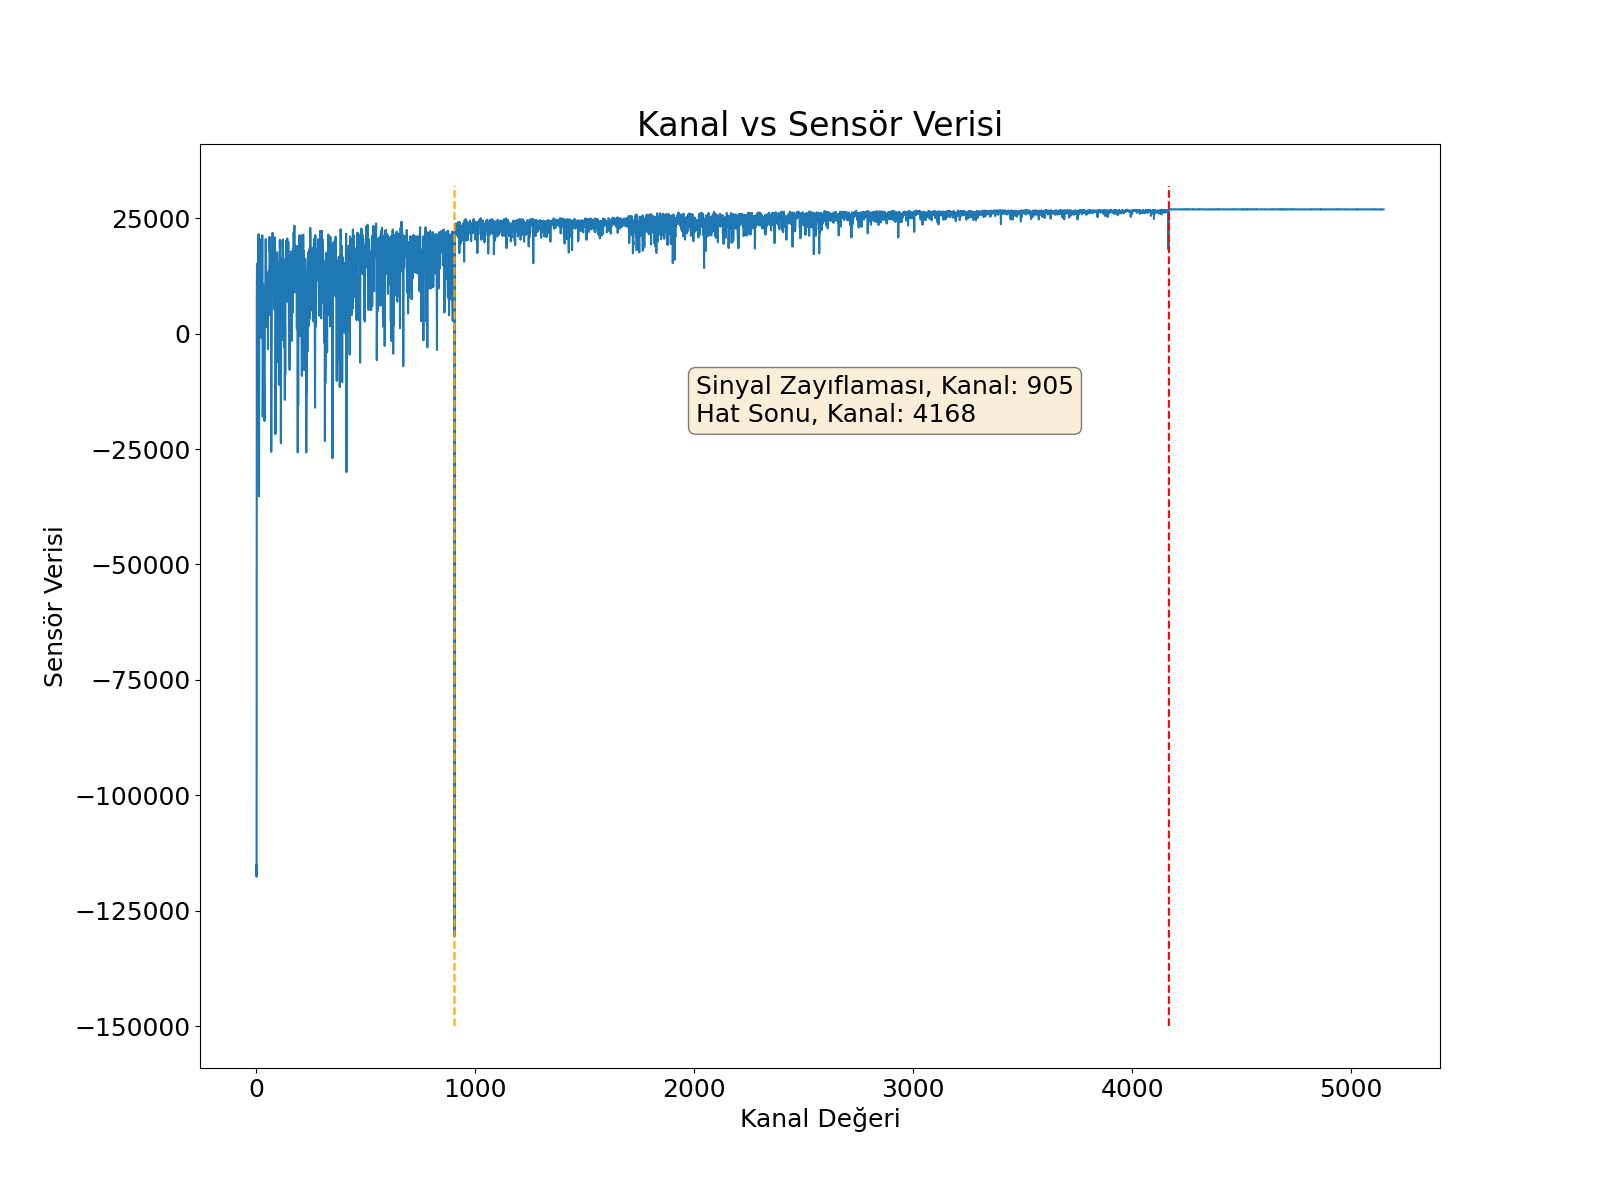 Kanal vs Sensör Verisi
25000
0
−25000
−50000
−75000
−100000
−125000
−150000
Sensör Verisi
Sinyal Zayıflaması, Kanal: 905
Hat Sonu, Kanal: 4168
0 1000 2000 3000 4000 5000
Kanal Değeri